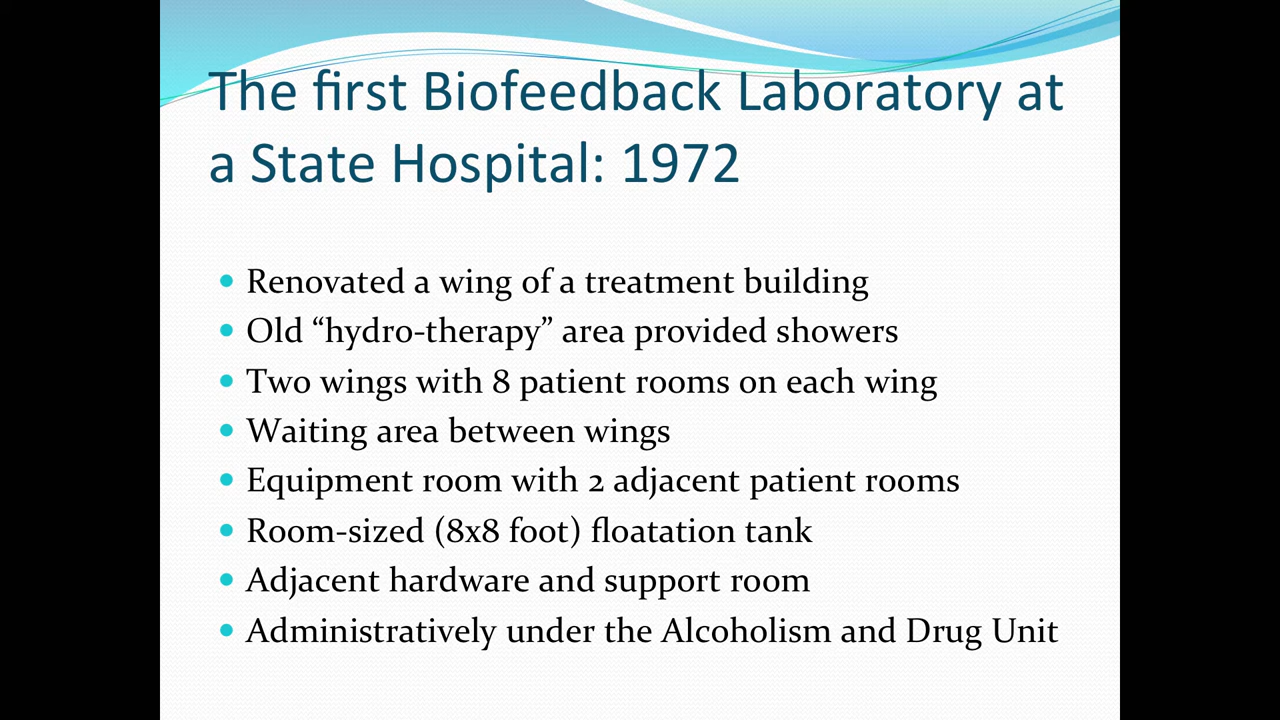 The first Biofeedback Laboratory at
a State Hospital: 1972
• Renovated a wing of a treatment building
• Old “hydro-therapy” area provided showers
• Two wings with 8 patient rooms on each wing
• Waiting area between wings
• Equipment room with 2 adjacent patient rooms
• Room-sized (8x8 foot) floatation tank
• Adjacent hardware and support room
• Administratively under the Alcoholism and Drug Unit